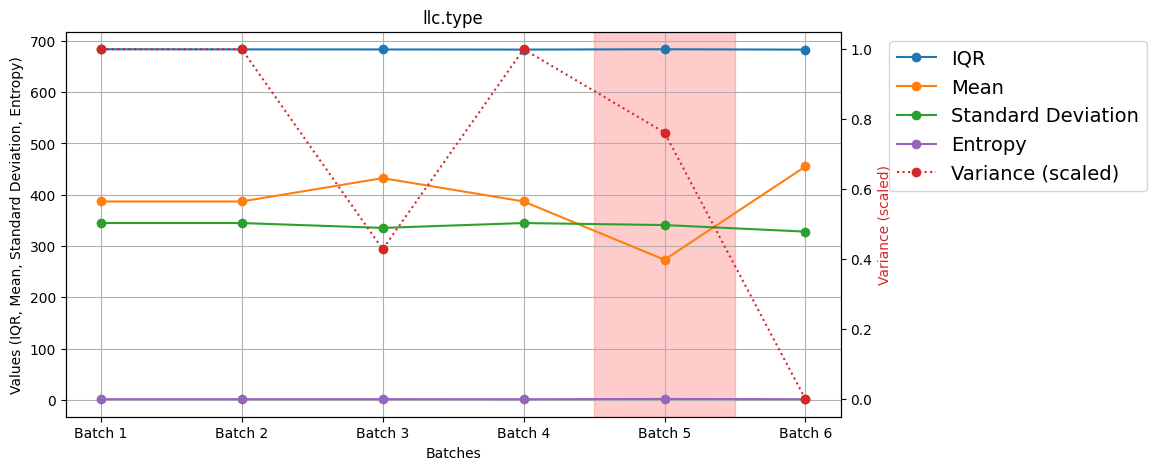 llc.type
Values (IQR, Mean, Standard Deviation, Entropy)
700
600
500
400
300
200
100
0
Batch 1 Batch 2 Batch 3 Batch 4 Batch 5 Batch 6
Batches
1.0
0.8
0.6
0.4
0.2
0.0
Variance (scaled)
IQR
Mean
Standard Deviation
Entropy
Variance (scaled)